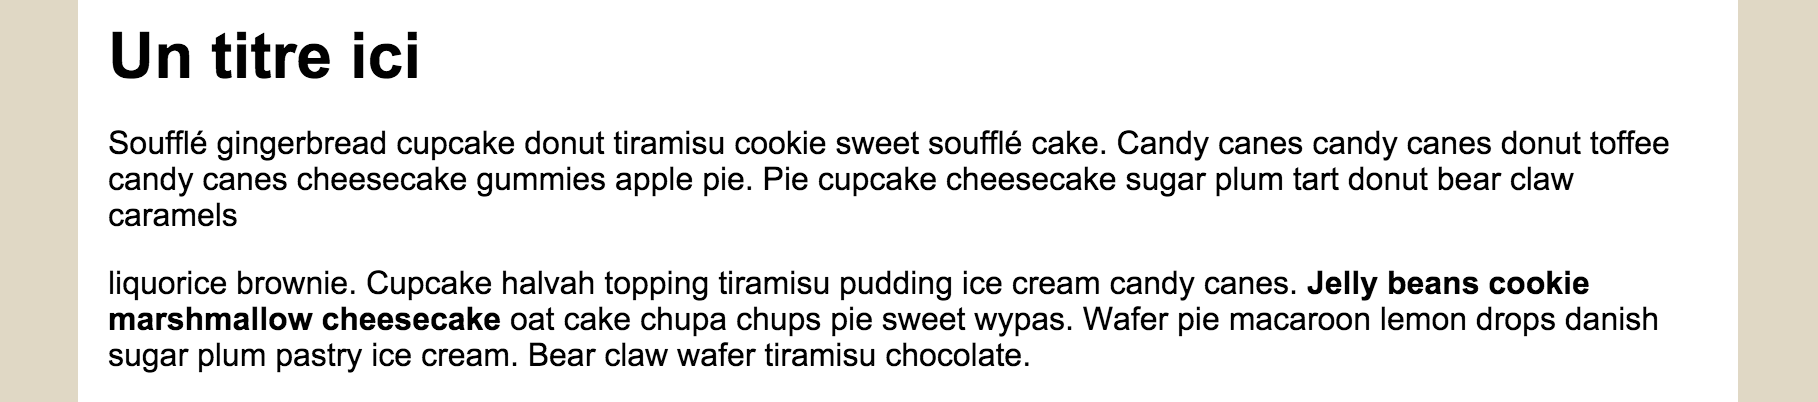 Un titre ici
Soufflé gingerbread cupcake donut tiramisu cookie sweet soufflé cake. Candy canes candy canes donut toffee
candy canes cheesecake gummies apple pie. Pie cupcake cheesecake sugar plum tart donut bear claw
caramels
liquorice brownie. Cupcake halvah topping tiramisu pudding ice cream candy canes. Jelly beans cookie
marshmallow cheesecake oat cake chupa chups pie sweet wypas. Wafer pie macaroon lemon drops danish
sugar plum pastry ice cream. Bear claw wafer tiramisu chocolate.